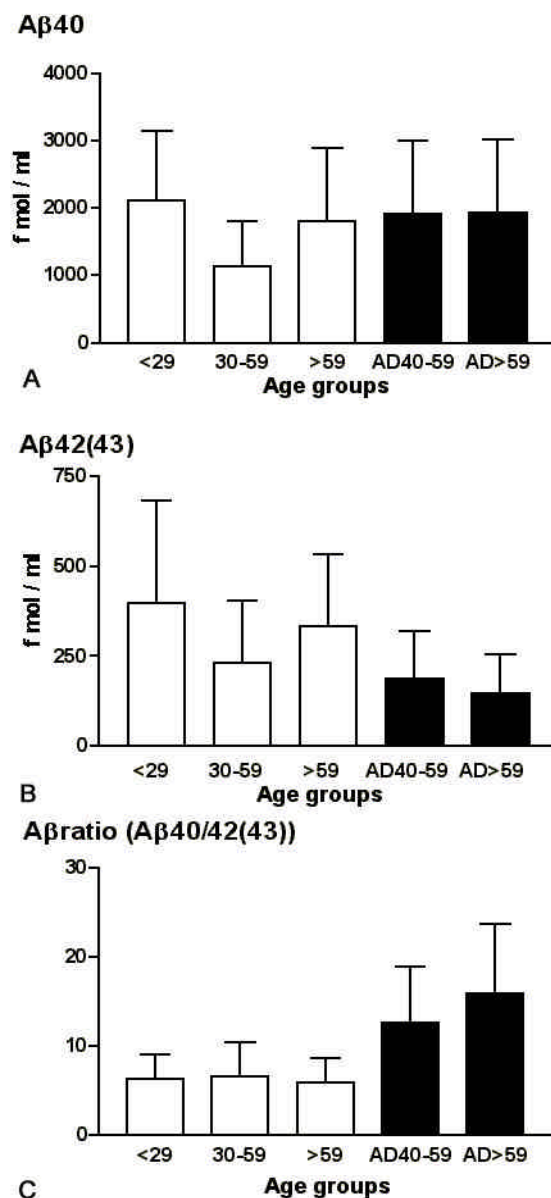 Aβ40
4000
3000
2000
1000
0
f mol / ml
<29 30-59 >59 AD40-59 AD>59
Age groups
A
Aβ42(43)
750
500
250
0
f mol / ml
<29 30-59 >59 AD40-59 AD>59
Age groups
B
Aβratio (Aβ40/42(43))
30
20
10
0
<29 30-59 >59 AD40-59 AD>59
Age groups
C